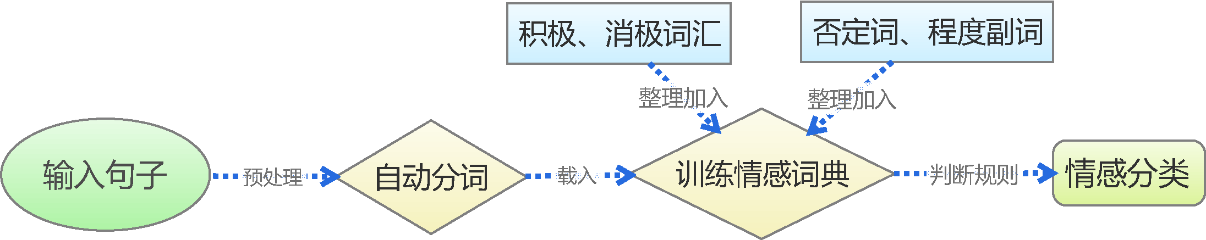 积极、消极词汇
否定词、程度副词
整理加入
整理加入
输入句子
预处理
自动分词
载入
训练情感词典
判断规则
情感分类